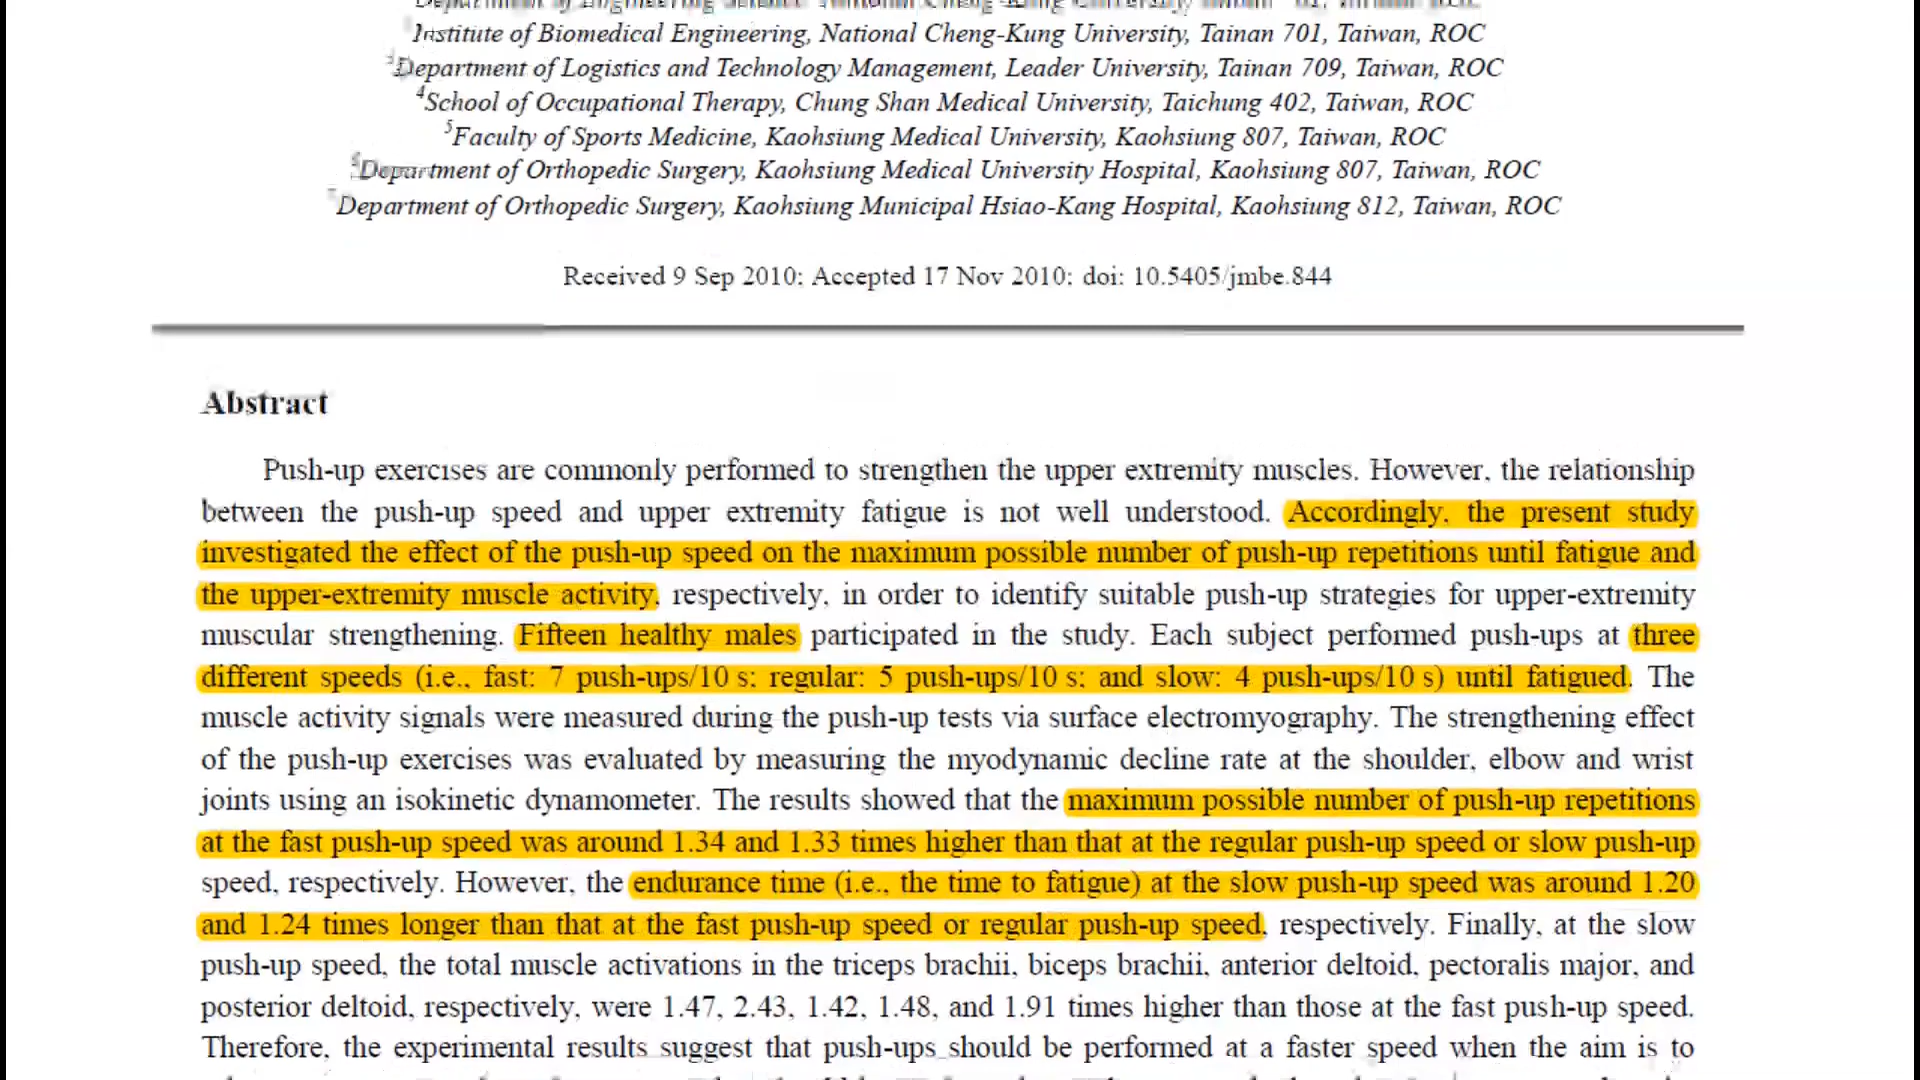 Institute of Biomedical Engineering, National Cheng-Kung University, Tainan 701, Taiwan, ROC
3Department of Logistics and Technology Management, Leader University, Tainan 709, Taiwan, ROC
4School of Occupational Therapy, Chung Shan Medical University, Taichung 402, Taiwan, ROC
5Faculty of Sports Medicine, Kaohsiung Medical University, Kaohsiung 807, Taiwan, ROC
6Department of Orthopedic Surgery, Kaohsiung Medical University Hospital, Kaohsiung 807, Taiwan, ROC
Department of Orthopedic Surgery, Kaohsiung Municipal Hsiao-Kang Hospital, Kaohsiung 812, Taiwan, ROC
Received 9 Sep 2010; Accepted 17 Nov 2010; doi: 10.5405/jmbe.844
Abstract
Push-up exercises are commonly performed to strengthen the upper extremity muscles. However, the relationship
between the push-up speed and upper extremity fatigue is not well understood. Accordingly, the present study
investigated the effect of the push-up speed on the maximum possible number of push-up repetitions until fatigue and
the upper-extremity muscle activity, respectively, in order to identify suitable push-up strategies for upper-extremity
muscular strengthening. Fifteen healthy males participated in the study. Each subject performed push-ups at three
different speeds (i.e., fast: 7 push-ups/10 s; regular: 5 push-ups/10 s; and slow: 4 push-ups/10 s) until fatigued. The
muscle activity signals were measured during the push-up tests via surface electromyography. The strengthening effect
of the push-up exercises was evaluated by measuring the myodynamic decline rate at the shoulder, elbow and wrist
joints using an isokinetic dynamometer. The results showed that the maximum possible number of push-up repetitions
at the fast push-up speed was around 1.34 and 1.33 times higher than that at the regular push-up speed or slow push-up
speed, respectively. However, the endurance time (i.e., the time to fatigue) at the slow push-up speed was around 1.20
and 1.24 times longer than that at the fast push-up speed or regular push-up speed, respectively. Finally, at the slow
push-up speed, the total muscle activations in the triceps brachii, biceps brachii, anterior deltoid, pectoralis major, and
posterior deltoid, respectively, were 1.47, 2.43, 1.42, 1.48, and 1.91 times higher than those at the fast push-up speed.
Therefore, the experimental results suggest that push-ups should be performed at a faster speed when the aim is to